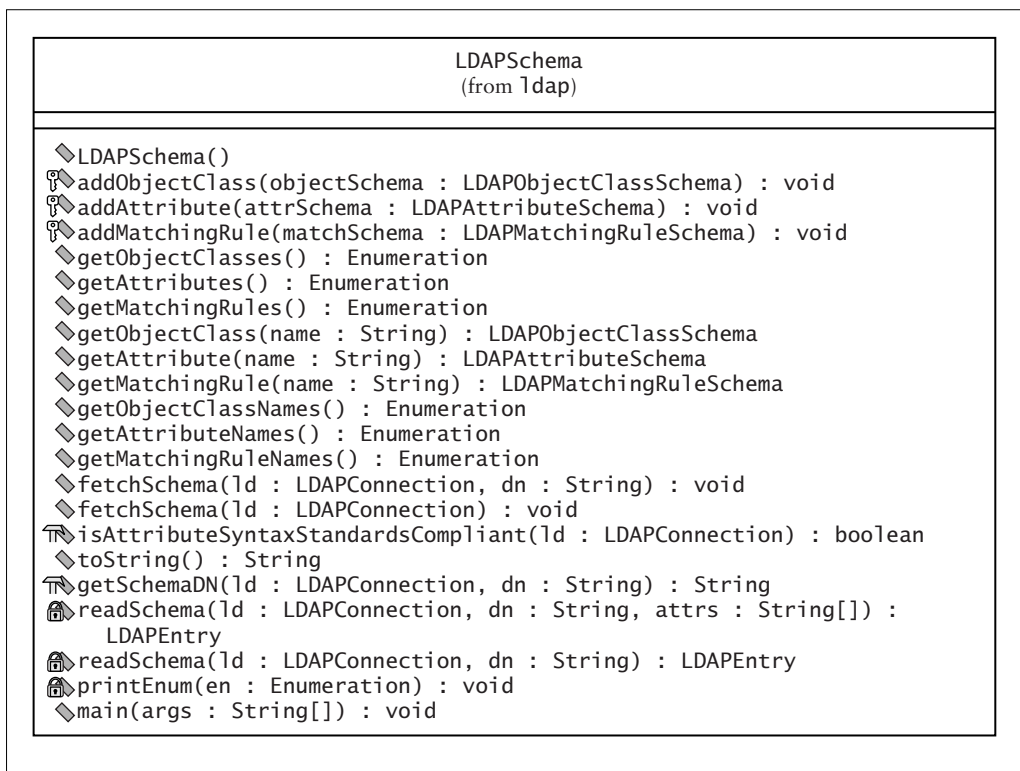 LDAPSchema
(from ldap)
LDAPSchema()
addObjectClass(objectSchema : LDAPObjectClassSchema) : void
addAttribute(attrSchema : LDAPAttributeSchema) : void
addMatchingRule(matchSchema : LDAPMatchingRuleSchema) : void
getObjectClasses() : Enumeration
getAttributes() : Enumeration
getMatchingRules() : Enumeration
getObjectClass(name : String) : LDAPObjectClassSchema
getAttribute(name : String) : LDAPAttributeSchema
getMatchingRule(name : String) : LDAPMatchingRuleSchema
getObjectClassNames() : Enumeration
getAttributeNames() : Enumeration
getMatchingRuleNames() : Enumeration
fetchSchema(ld : LDAPConnection, dn : String) : void
fetchSchema(ld : LDAPConnection) : void
isAttributeSyntaxStandardsCompliant(ld : LDAPConnection) : boolean
toString() : String
getSchemaDN(ld : LDAPConnection, dn : String) : String
readSchema(ld : LDAPConnection, dn : String, attrs : String[]) :
LDAPEntry
readSchema(ld : LDAPConnection, dn : String) : LDAPEntry
printEnum(en : Enumeration) : void
main(args : String[]) : void